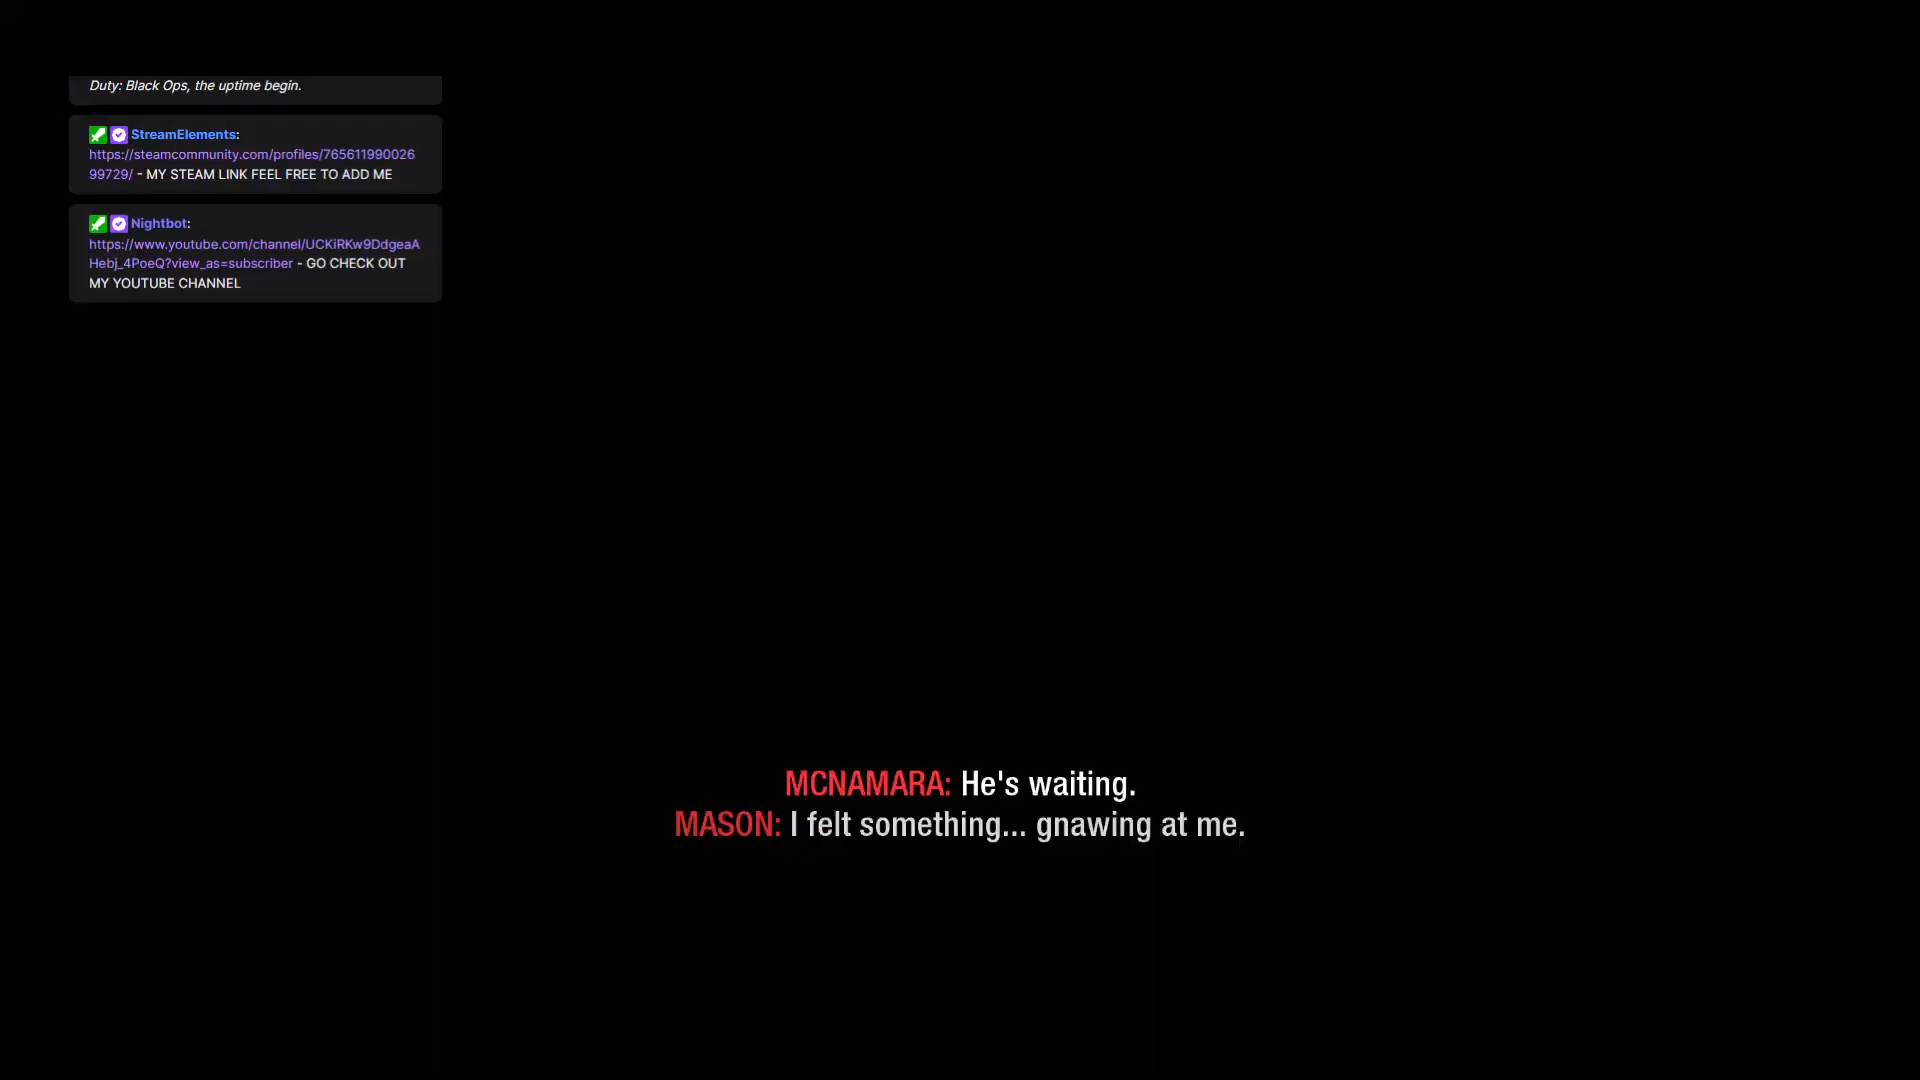 Duty: Black Ops, the uptime begin.
StreamElements:
https://steamcommunity.com/profiles/765611990026
99729/ - MY STEAM LINK FEEL FREE TO ADD ME
Nightbot:
https://www.youtube.com/channel/UCKiRKw9DdgeaA
Hebj_4PoeQ?view_as=subscriber - GO CHECK OUT
MY YOUTUBE CHANNEL
MCNAMARA: He's waiting.
MASON: I felt something... gnawing at me.